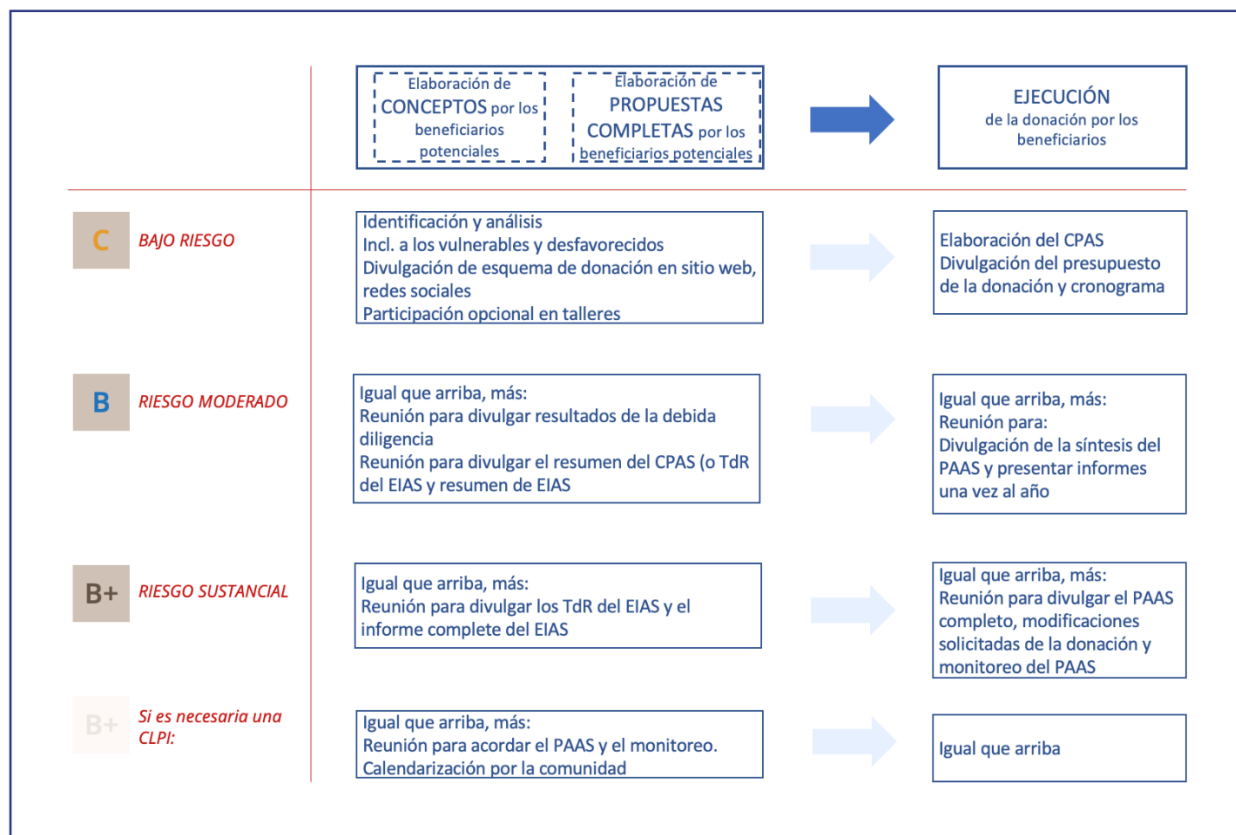 Elaboración de
CONCEPTOS por los
beneficiarios
potenciales
Elaboración de
PROPUESTAS
COMPLETAS por los
beneficiarios potenciales
EJECUCIÓN
de la donación por los
beneficiarios
C
BAJO RIESGO
Identificación y análisis
Incl. a los vulnerables y desfavorecidos
Divulgación de esquema de donación en sitio web,
redes sociales
Participación opcional en talleres
Elaboración del CPAS
Divulgación del presupuesto
de la donación y cronograma
B
RIESGO MODERADO
Igual que arriba, más:
Reunión para divulgar resultados de la debida
diligencia
Reunión para divulgar el resumen del CPAS (o TdR
del EIAS y resumen de EIAS
Igual que arriba, más:
Reunión para:
Divulgación de la síntesis del
PAAS y presentar informes
una vez al año
B+
RIESGO SUSTANCIAL
Igual que arriba, más:
Reunión para divulgar los TdR del EIAS y el
informe complete del EIAS
Igual que arriba, más:
Reunión para divulgar el PAAS
completo, modificaciones
solicitadas de la donación y
monitoreo del PAAS
B+
Si es necesaria una
CLPI:
Igual que arriba, más:
Reunión para acordar el PAAS y el monitoreo.
Calendarización por la comunidad
Igual que arriba